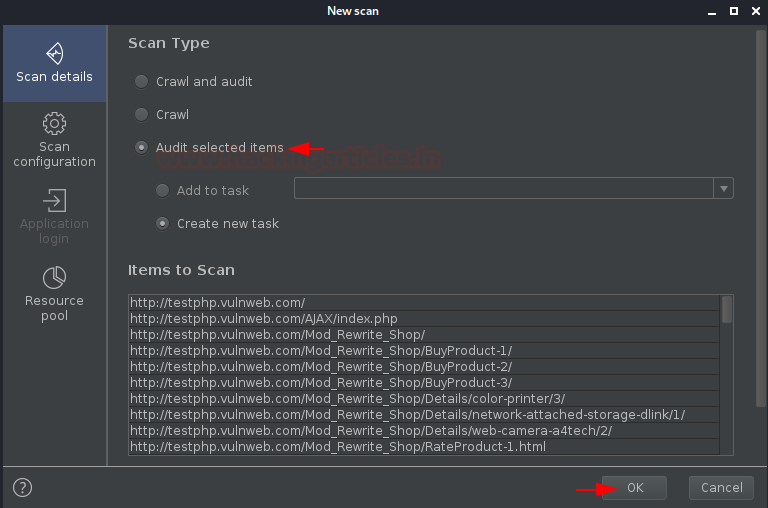 New scan
Scan details
Scan configuration
Application login
Resource pool
Scan Type
Crawl and audit
Crawl
Audit selected items
www.hackingarticles.in
Add to task
Create new task
Items to Scan
http://testphp.vulnweb.com/
http://testphp.vulnweb.com/AJAX/index.php
http://testphp.vulnweb.com/Mod_Rewrite_Shop/
http://testphp.vulnweb.com/Mod_Rewrite_Shop/BuyProduct-1/
http://testphp.vulnweb.com/Mod_Rewrite_Shop/BuyProduct-2/
http://testphp.vulnweb.com/Mod_Rewrite_Shop/BuyProduct-3/
http://testphp.vulnweb.com/Mod_Rewrite_Shop/Details/color-printer/3/
http://testphp.vulnweb.com/Mod_Rewrite_Shop/Details/network-attached-storage-dlink/1/
http://testphp.vulnweb.com/Mod_Rewrite_Shop/Details/web-camera-a4tech/2/
http://testphp.vulnweb.com/Mod_Rewrite_Shop/RateProduct-1.html
?
OK
Cancel